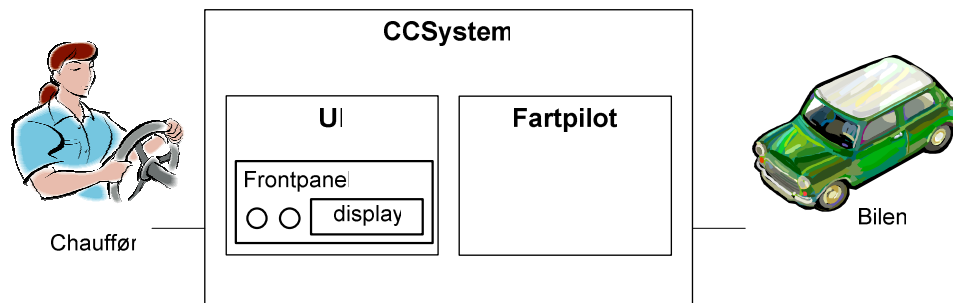 CCSystem
UI
Fartpilot
Frontpanel
display
Chauffør
Bilen